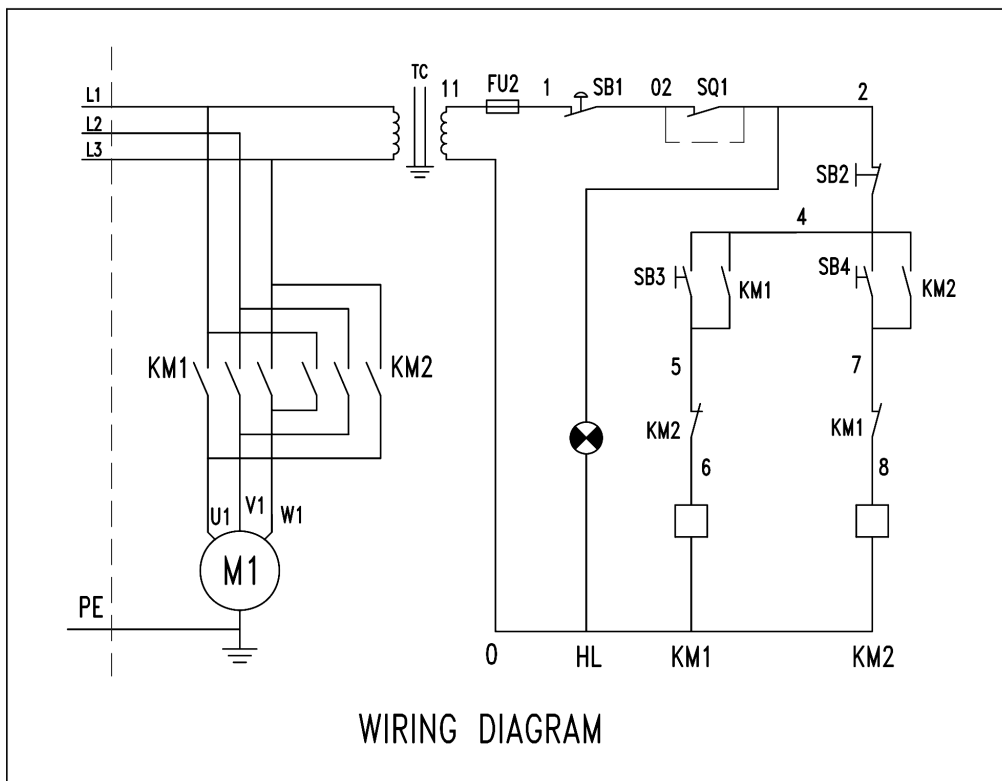 TC
L1
11
FU2
1
SB1
02
SQ1
2
L2
L3
SB2
4
SB3
KM1
SB4
KM2
KM1
KM2
5
7
KM2
KM1
6
8
U1
V1
W1
M1
PE
0
HL
KM1
KM2
WIRING DIAGRAM